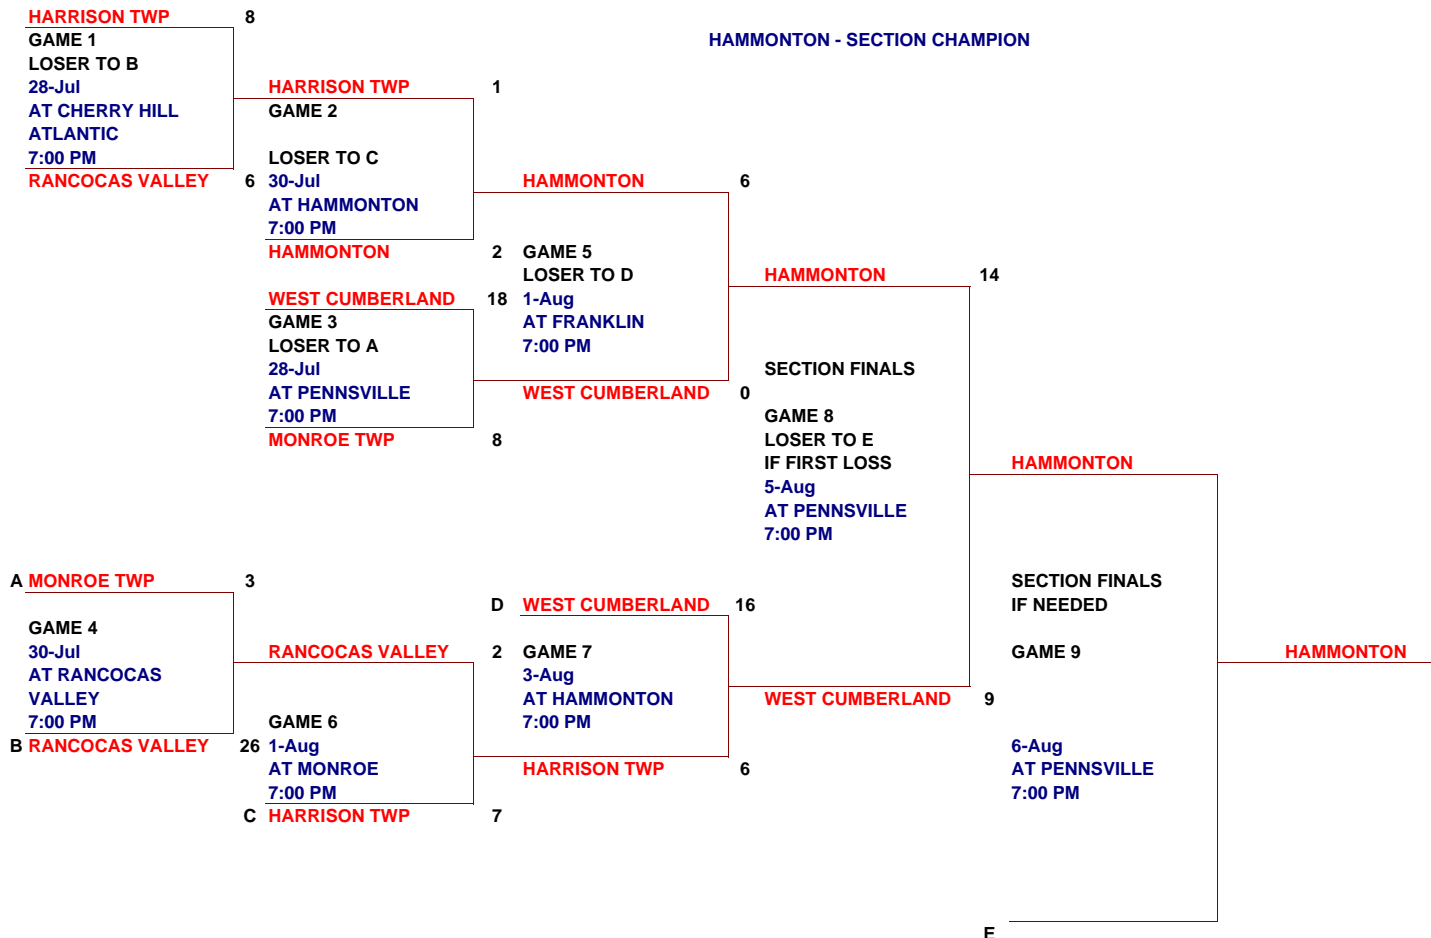 HARRISON TWP 8
GAME 1
HAMMONTON - SECTION CHAMPION
LOSER TO B
28-Jul
HARRISON TWP 1
AT CHERRY HILL
GAME 2
ATLANTIC
7:00 PM
LOSER TO C
RANCOCAS VALLEY 6
30-Jul
HAMMONTON 6
AT HAMMONTON
7:00 PM
HAMMONTON 2
GAME 5
LOSER TO D
HAMMONTON 14
WEST CUMBERLAND 18
1-Aug
GAME 3
AT FRANKLIN
LOSER TO A
7:00 PM
28-Jul
SECTION FINALS
AT PENNSVILLE
WEST CUMBERLAND 0
7:00 PM
GAME 8
MONROE TWP 8
LOSER TO E
IF FIRST LOSS
HAMMONTON
5-Aug
AT PENNSVILLE
7:00 PM
A MONROE TWP 3
SECTION FINALS
D WEST CUMBERLAND 16
IF NEEDED
GAME 4
30-Jul
RANCOCAS VALLEY 2
GAME 7
GAME 9
HAMMONTON
AT RANCOCAS
3-Aug
VALLEY
AT HAMMONTON
WEST CUMBERLAND 9
7:00 PM
GAME 6
7:00 PM
B RANCOCAS VALLEY 26
1-Aug
6-Aug
AT MONROE
HARRISON TWP 6
AT PENNSVILLE
7:00 PM
7:00 PM
C HARRISON TWP 7
E